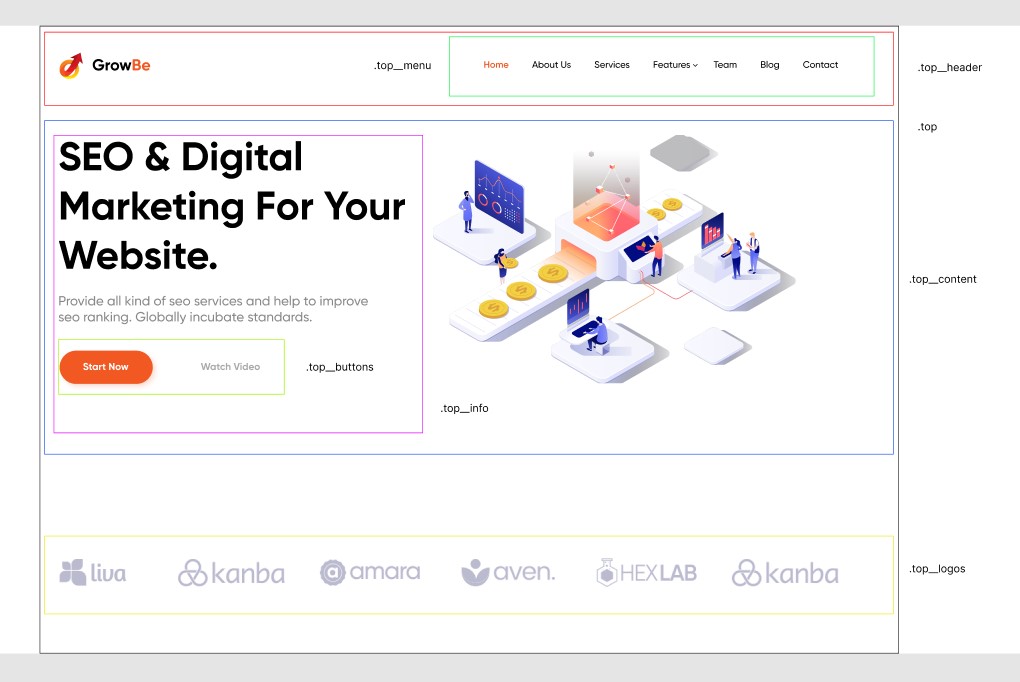 GrowBe
.top__menu
Home About Us Services Features Team Blog Contact
.top__header
.top
SEO & Digital
Marketing For Your
Website.
.top__content
Provide all kind of seo services and help to improve
seo ranking. Globally incubate standards.
Start Now Watch Video
.top__buttons
.top__info
liva kanba amara aven. HEXLAB kanba
.top__logos